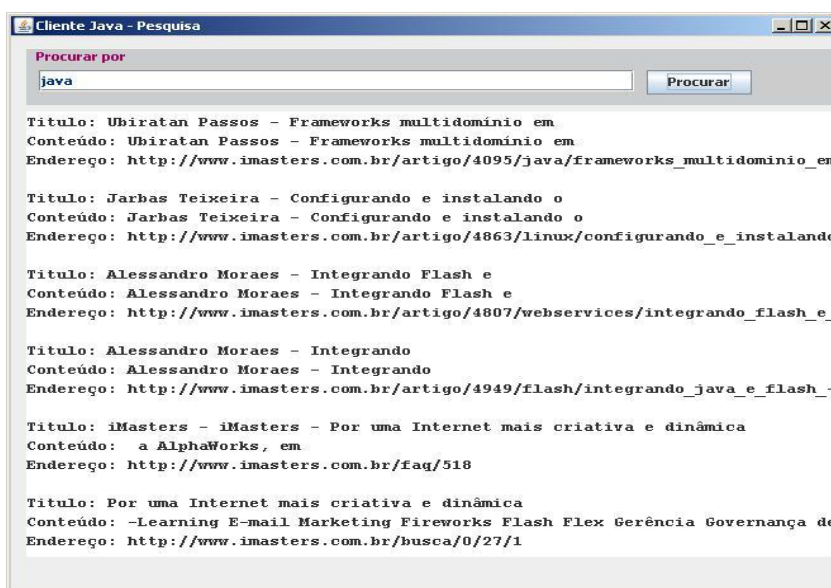 Cliente Java - Pesquisa
Procurar por
java
Procurar
Titulo: Ubiratan Passos - Frameworks multidomínio em
Conteúdo: Ubiratan Passos - Frameworks multidomínio em
Endereço: http://www.imasters.com.br/artigo/4095/java/frameworks_multidominio_em
Titulo: Jarbas Teixeira - Configurando e instalando o
Conteúdo: Jarbas Teixeira - Configurando e instalando o
Endereço: http://www.imasters.com.br/artigo/4863/linux/configurando_e_instalando
Titulo: Alessandro Moraes - Integrando Flash e
Conteúdo: Alessandro Moraes - Integrando Flash e
Endereço: http://www.imasters.com.br/artigo/4807/webservices/integrando_flash_e_
Titulo: Alessandro Moraes - Integrando
Conteúdo: Alessandro Moraes - Integrando
Endereço: http://www.imasters.com.br/artigo/4949/flash/integrando_java_e_flash_-
Titulo: iMasters - iMasters - Por uma Internet mais criativa e dinâmica
Conteúdo: a AlphaWorks, em
Endereço: http://www.imasters.com.br/faq/518
Titulo: Por uma Internet mais criativa e dinâmica
Conteúdo: -Learning E-mail Marketing Fireworks Flash Flex Gerência Governança de
Endereço: http://www.imasters.com.br/busca/0/27/1